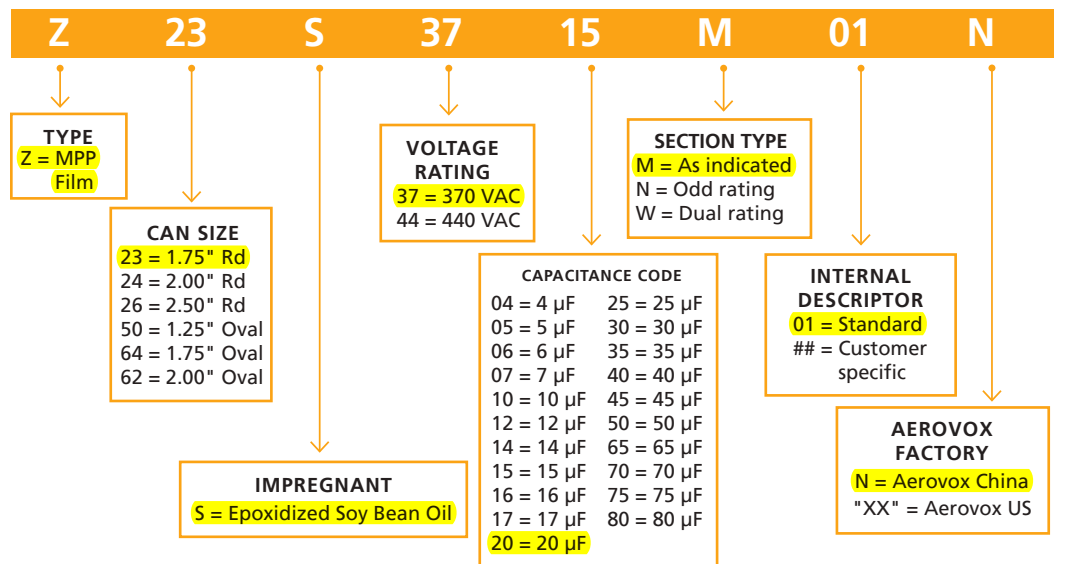 Z 23 S 37 15 M 01 N
TYPE
Z = MPP
Film
CAN SIZE
23 = 1.75" Rd
24 = 2.00" Rd
26 = 2.50" Rd
50 = 1.25" Oval
64 = 1.75" Oval
62 = 2.00" Oval
IMPREGNANT
S = Epoxidized Soy Bean Oil
VOLTAGE
RATING
37 = 370 VAC
44 = 440 VAC
CAPACITANCE CODE
04 = 4 µF 25 = 25 µF
05 = 5 µF 30 = 30 µF
06 = 6 µF 35 = 35 µF
07 = 7 µF 40 = 40 µF
10 = 10 µF 45 = 45 µF
12 = 12 µF 50 = 50 µF
14 = 14 µF 65 = 65 µF
15 = 15 µF 70 = 70 µF
16 = 16 µF 75 = 75 µF
17 = 17 µF 80 = 80 µF
20 = 20 µF
SECTION TYPE
M = As indicated
N = Odd rating
W = Dual rating
INTERNAL
DESCRIPTOR
01 = Standard
## = Customer
specific
AEROVOX
FACTORY
N = Aerovox China
"XX" = Aerovox US